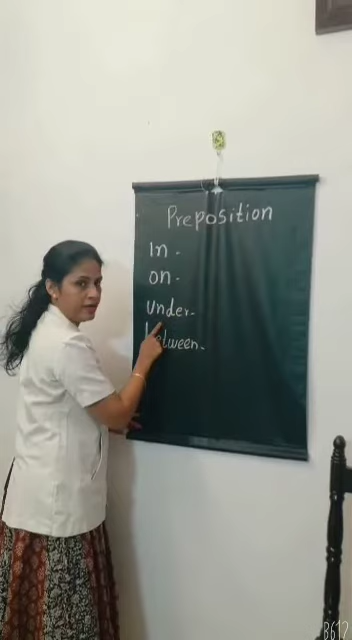 Preposition
In -
on -
under -
between -
B612